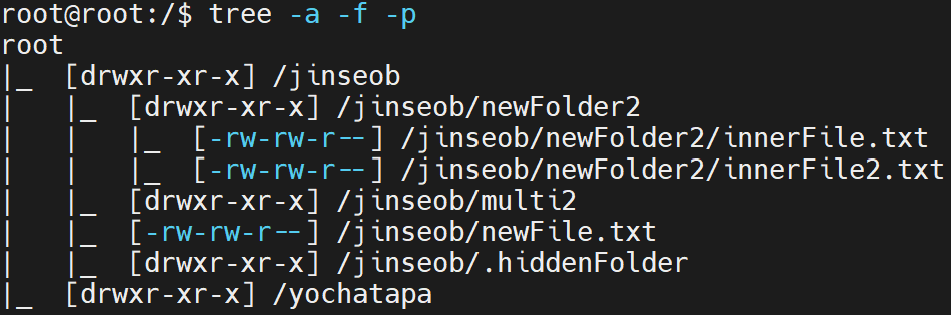 root@root:/$ tree -a -f -p
root
|_  [drwxr-xr-x] /jinseob
|   |_  [drwxr-xr-x] /jinseob/newFolder2
|   |   |_  [-rw-rw-r--] /jinseob/newFolder2/innerFile.txt
|   |   |_  [-rw-rw-r--] /jinseob/newFolder2/innerFile2.txt
|   |_  [drwxr-xr-x] /jinseob/multi2
|   |_  [-rw-rw-r--] /jinseob/newFile.txt
|   |_  [drwxr-xr-x] /jinseob/.hiddenFolder
|_  [drwxr-xr-x] /yochatapa